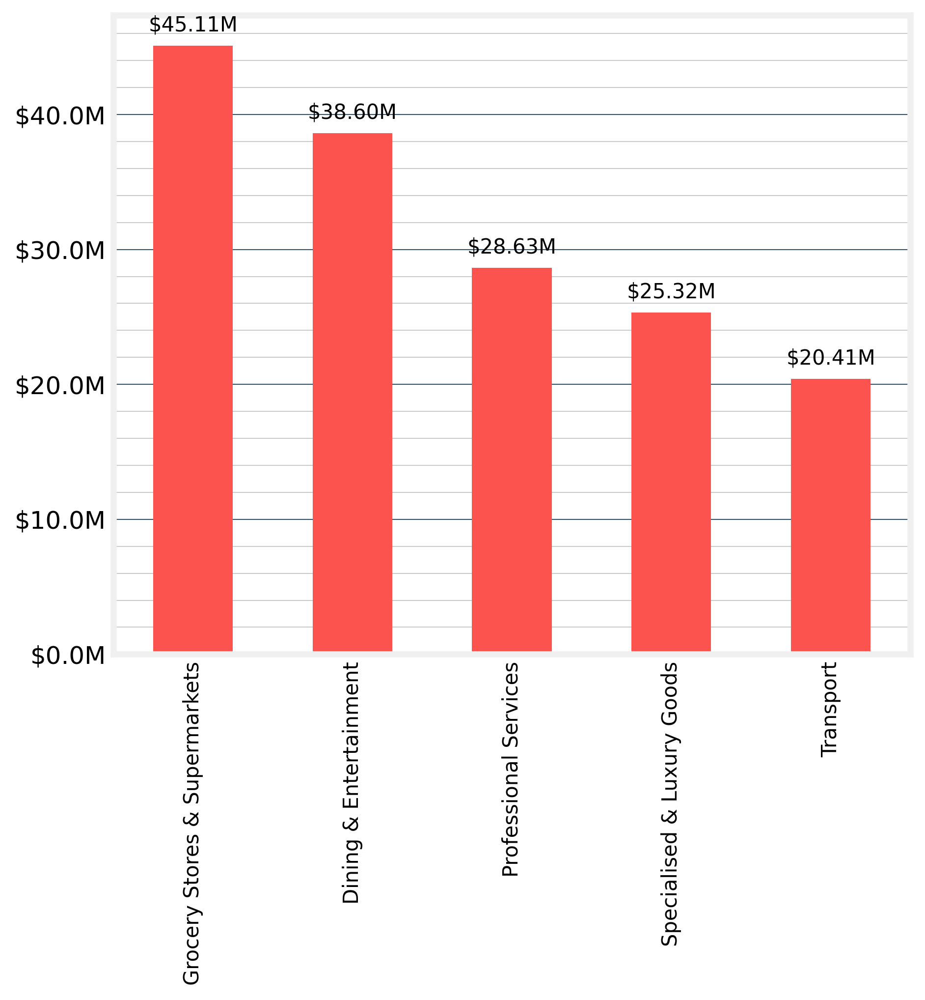 $45.11M
$40.0M
$38.60M
$30.0M
$28.63M
$25.32M
$20.41M
$20.0M
$10.0M
$0.0M
Grocery Stores & Supermarkets
Dining & Entertainment
Professional Services
Specialised & Luxury Goods
Transport